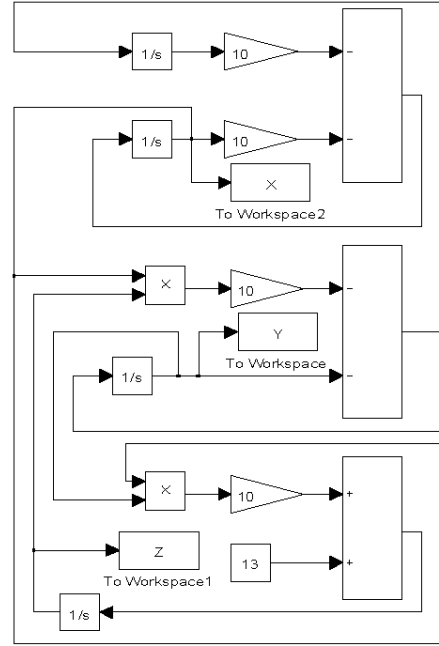 1/s
10
-
1/s
10
-
X
To Workspace2
X
10
-
Y
To Workspace
1/s
-
X
10
+
Z
To Workspace1
13
+
1/s